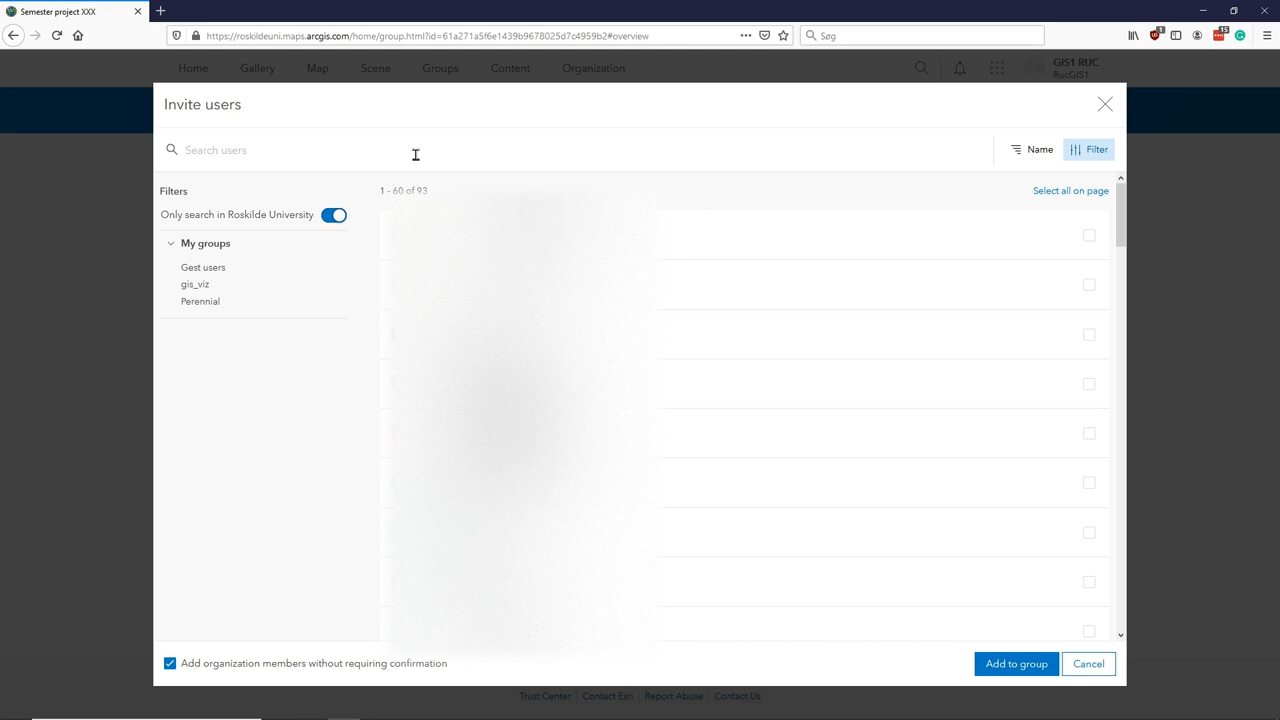 Semester project XXX
https://roskildeuni.maps.arcgis.com/home/group.html?id=61a271a5f6e1439b9678025d7c4959b2#overview
Søg
Home
Gallery
Map
Scene
Groups
Content
Organization
GIS1 RUC
RucGIS1
Invite users
Search users
Name
Filter
Filters
1 - 60 of 93
Select all on page
Only search in Roskilde University
My groups
Gest users
gis_viz
Perennial
Add organization members without requiring confirmation
Add to group
Cancel
Trust Center
Contact Esri
Report Abuse
Contact Us